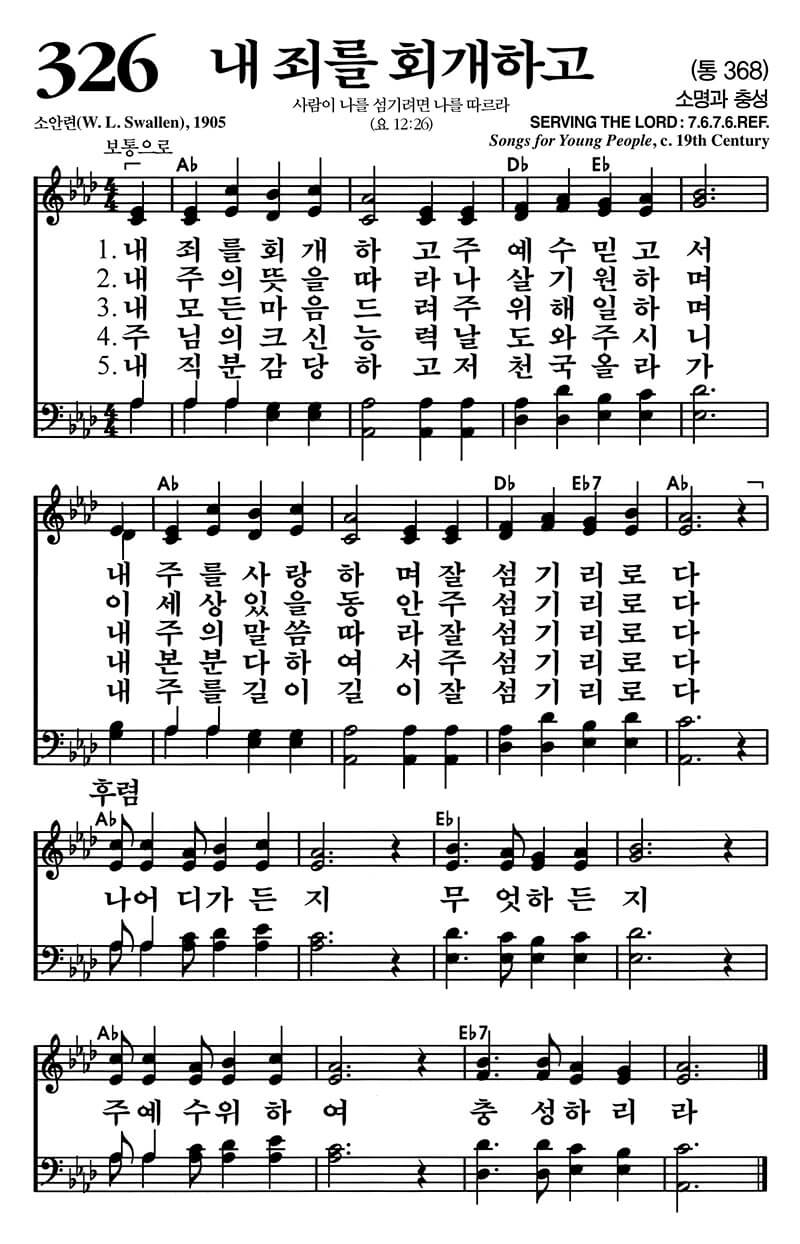 326 내 죄를 회개하고 (통 368)
사람이 나를 섬기려면 나를 따르라 소명과 충성
소안련(W. L. Swallen), 1905 (요 12:26) SERVING THE LORD : 7.6.7.6.REF.
보통으로 Songs for Young People, c. 19th Century
A♭ D♭ E♭
4 4
1. 내 죄 를 회 개 하 고 주 예 수 믿 고 서
2. 내 주 의 뜻 을 따 라 나 살 기 원 하 며
3. 내 모 든 마 음 드 려 주 위 해 일 하 며
4. 주 님 의 크 신 능 력 날 도 와 주 시 니
5. 내 직 분 감 당 하 고 저 천 국 올 라 가
4 4
A♭ D♭ E♭7 A♭
내 주 를 사 랑 하 며 잘 섬 기 리 로 다
이 세 상 있 을 동 안 주 섬 기 리 로 다
내 주 의 말 씀 따 라 잘 섬 기 리 로 다
내 본 분 다 하 여 서 주 섬 기 리 로 다
내 주 를 길 이 길 이 잘 섬 기 리 로 다
후렴
A♭ E♭
나 어 디 가 든 지 무 엇 하 든 지
A♭ E♭7
주 예 수 위 하 여 충 성 하 리 라